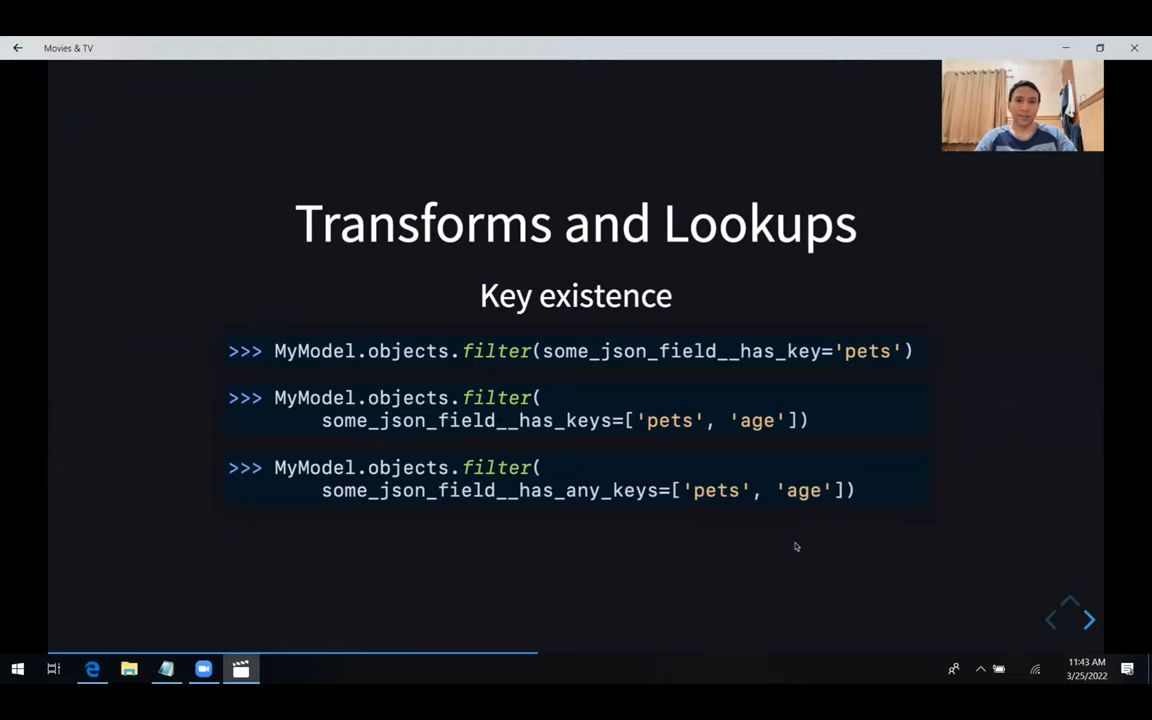 Movies & TV
Transforms and Lookups
Key existence
>>> MyModel.objects.filter(some_json_field__has_key='pets')
>>> MyModel.objects.filter(
some_json_field__has_keys=['pets', 'age'])
>>> MyModel.objects.filter(
some_json_field__has_any_keys=['pets', 'age'])
11:43 AM
3/25/2022